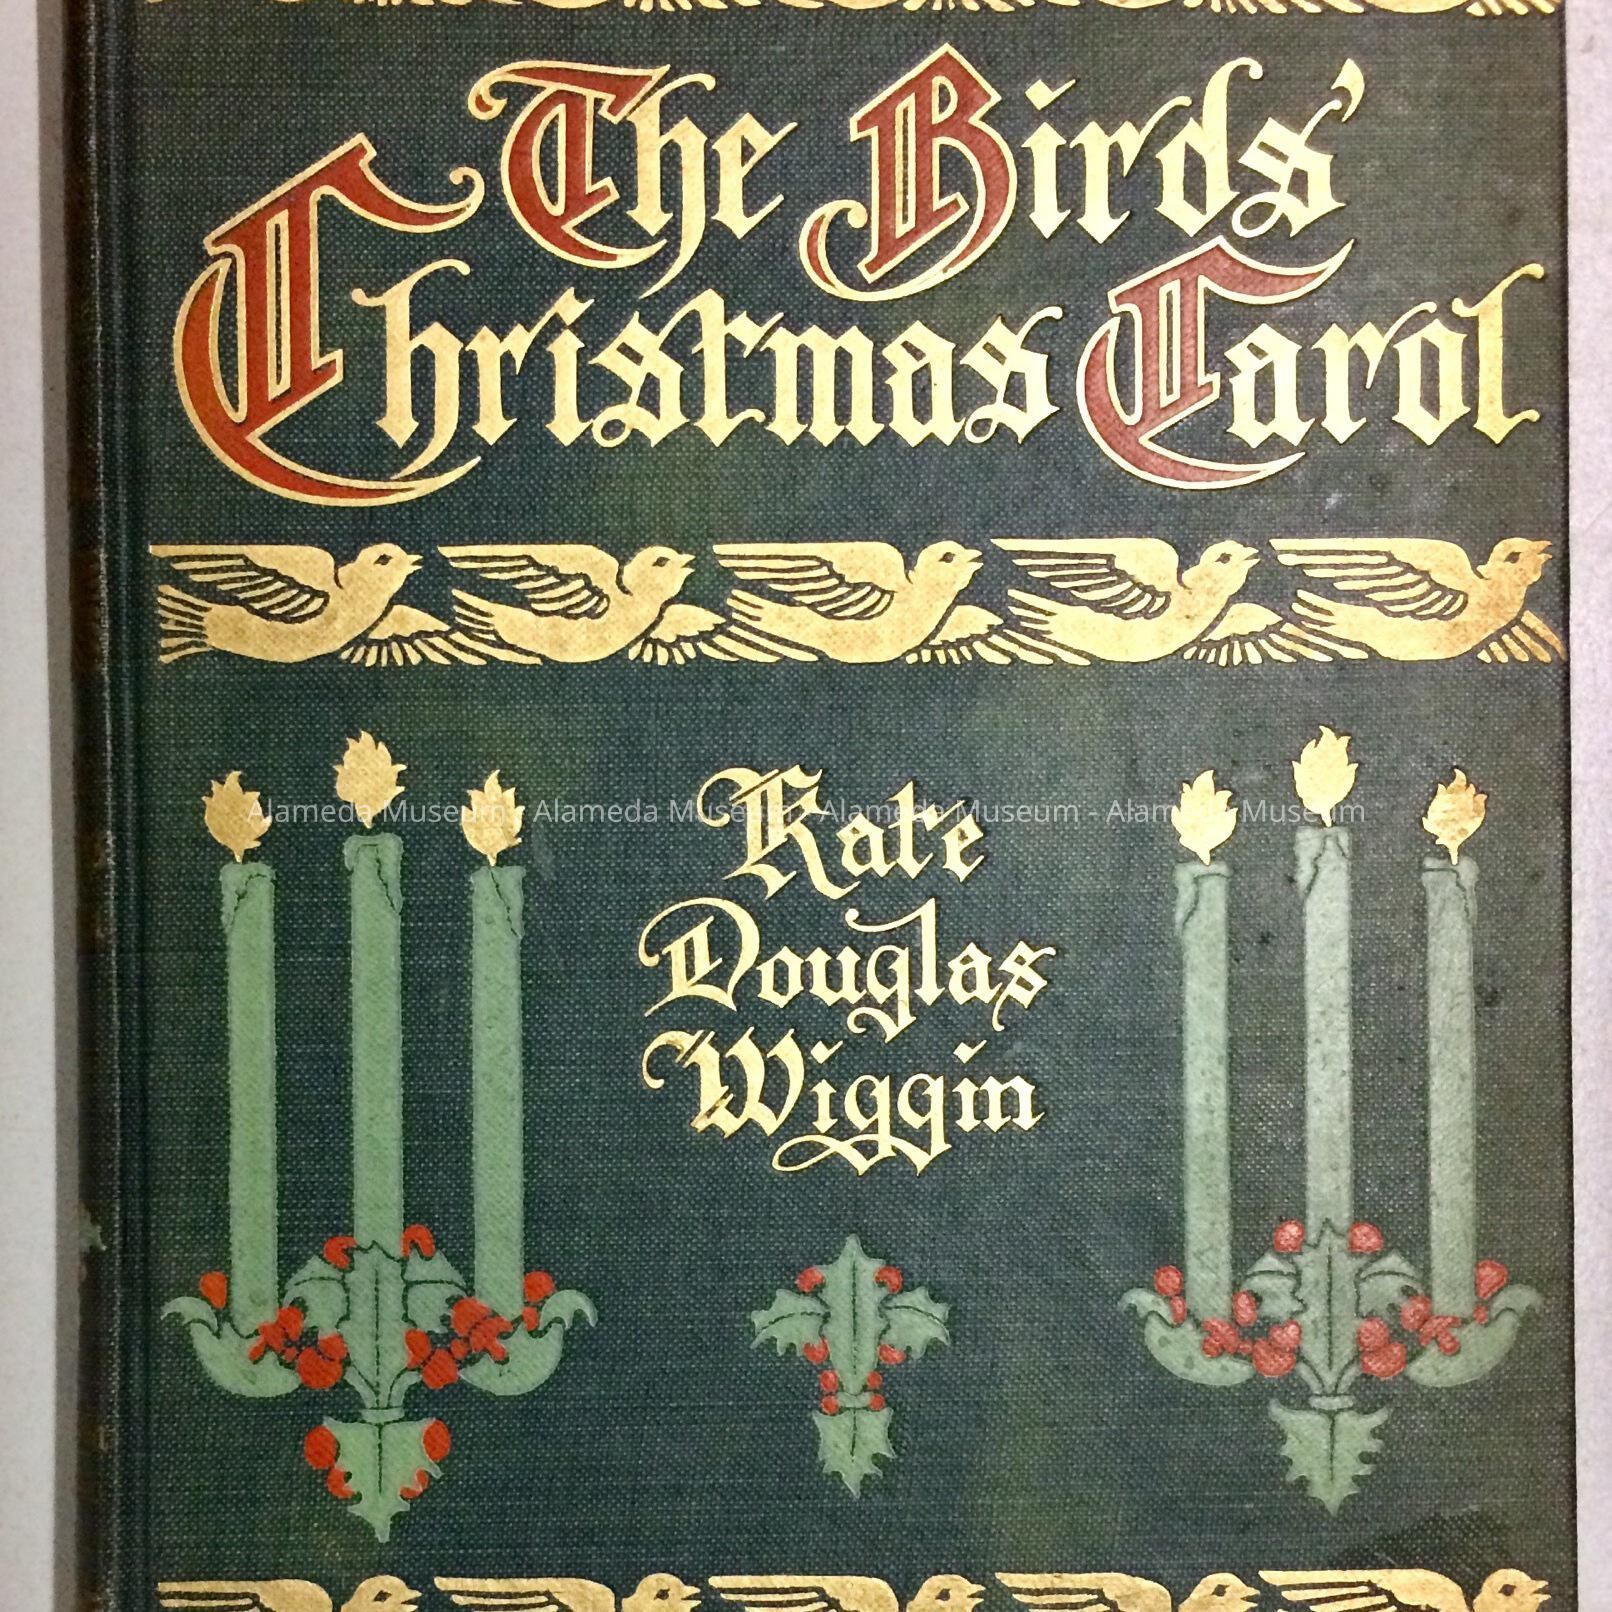 The Birds'
Christmas Carol
Alameda Museum - Alameda Museum - Alameda Museum - Alameda Museum
Kate
Douglas
Wiggin